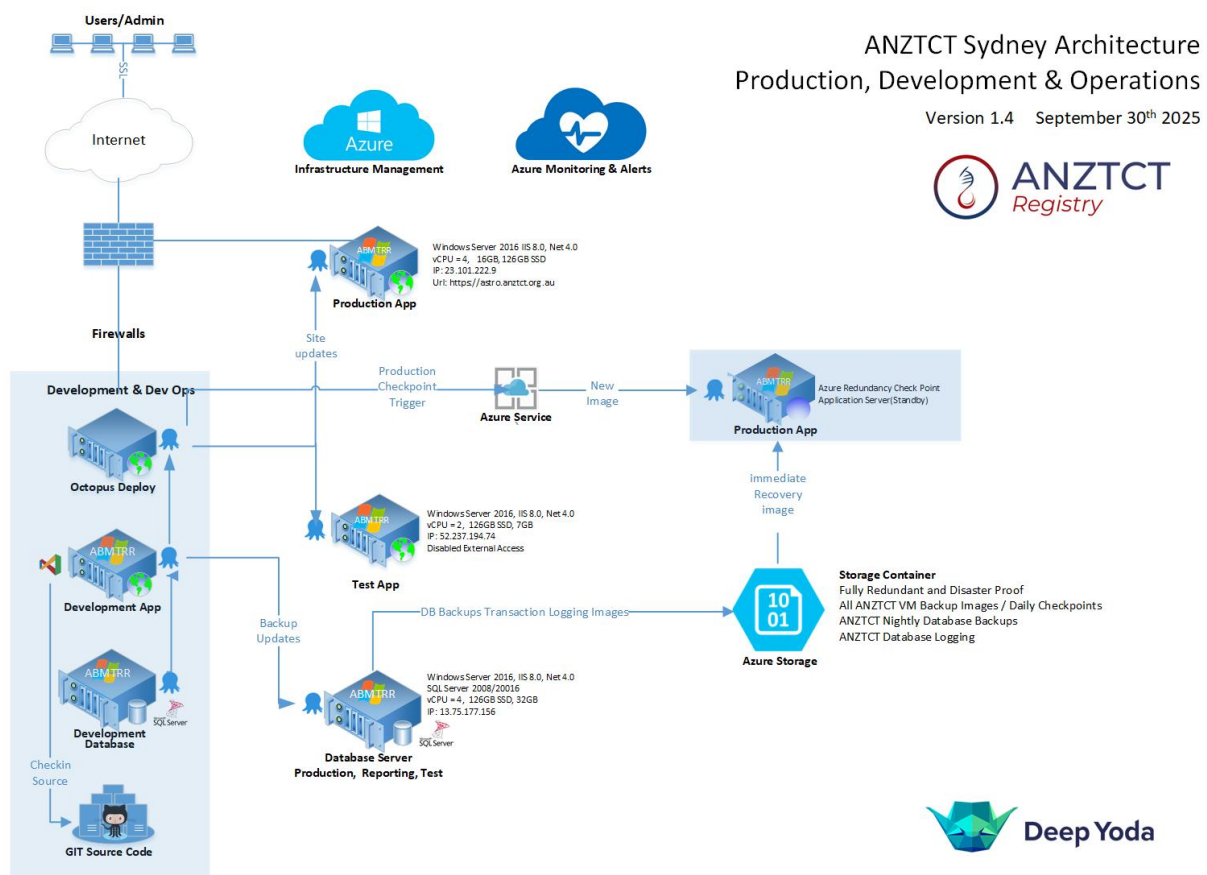 Users/Admin
SSL
Internet
ANZTCT Sydney Architecture
Production, Development & Operations
Version 1.4 September 30th 2025
ANZTCT
Registry
Azure
Infrastructure Management
Azure Monitoring & Alerts
Firewalls
ABMTRR
Production App
Windows Server 2016 IIS 8.0, Net 4.0
vCPU = 4, 16GB, 126GB SSD
IP: 23.101.222.9
Url: https://astro.anztct.org.au
Site
updates
Production
Checkpoint
Trigger
Azure Service
New
Image
ABMTRR
Production App
Azure Redundancy Check Point
Application Server(Standby)
immediate
Recovery
image
Development & Dev Ops
Octopus Deploy
ABMTRR
Development App
ABMTRR
SQL Server
Development
Database
Checkin
Source
GIT Source Code
ABMTRR
Test App
Windows Server 2016, IIS 8.0, Net 4.0
vCPU = 2, 126GB SSD, 7GB
IP: 52.237.194.74
Disabled External Access
Backup
Updates
DB Backups Transaction Logging Images
ABMTRR
SQL Server
Windows Server 2016, IIS 8.0, Net 4.0
SQL Server 2008/20016
vCPU = 4, 126GB SSD, 32GB
IP: 13.75.177.156
Database Server
Production, Reporting, Test
10
01
Azure Storage
Storage Container
Fully Redundant and Disaster Proof
All ANZTCT VM Backup Images / Daily Checkpoints
ANZTCT Nightly Database Backups
ANZTCT Database Logging
Deep Yoda